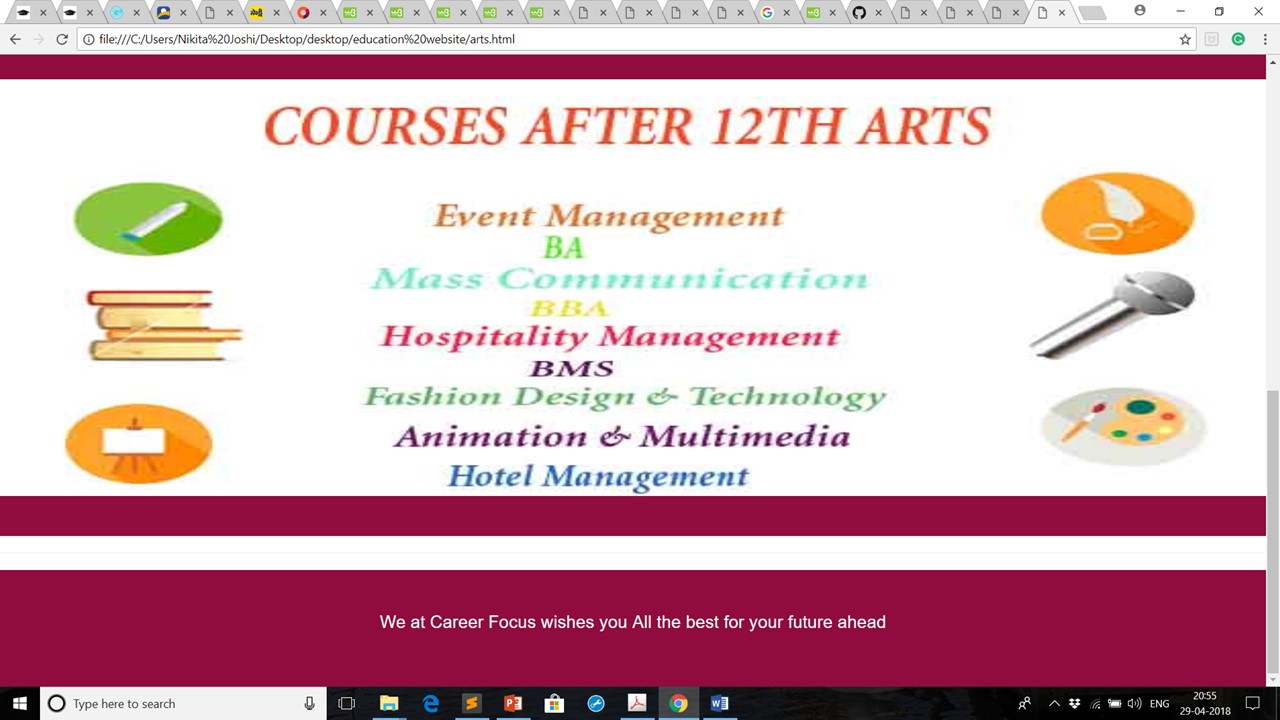 file:///C:/Users/Nikita%20Joshi/Desktop/desktop/education%20website/arts.html
COURSES AFTER 12TH ARTS
Event Management
BA
Mass Communication
BBA
Hospitality Management
BMS
Fashion Design & Technology
Animation & Multimedia
Hotel Management
We at Career Focus wishes you All the best for your future ahead
Type here to search
ENG
20:55
29-04-2018